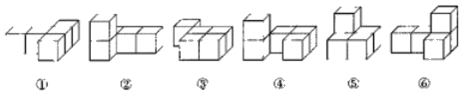 ① ② ③ ④ ⑤ ⑥